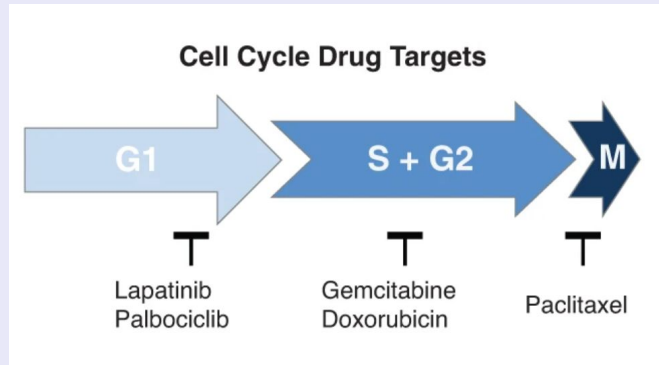 Cell Cycle Drug Targets
G1
S + G2
M
Lapatinib
Palbociclib
Gemcitabine
Doxorubicin
Paclitaxel